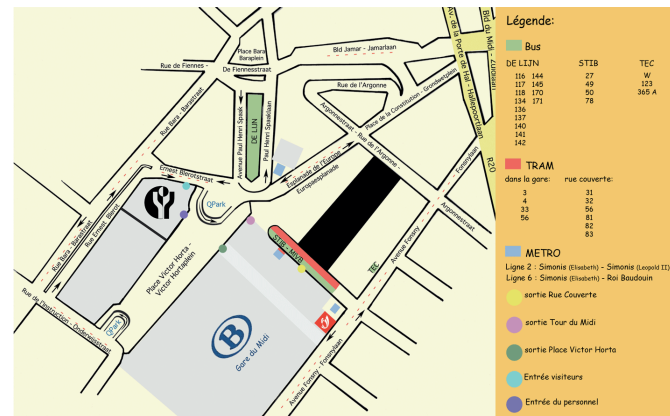 Place Bara
Baraplein
Bld Jamar - Jamarlaan
Av. de la Porte de Hal - Hallepoortlaan
Bld du Midi - Zuidlaan
Rue de Fiennes -
De Fiennesstraat
Rue de l'Argonne
Place de la Constitution - Grondwetplein
Rue Bara - Barastraat
Avenue Paul Henri Spaak
DE LIJN
Paul Henri Spaaklaan
Argonnestraat - Rue de l'Argonne
Fonsnylaan
R20
Ernest Blerotstraat
Esplanade de l'Europe
Europaesplanade
QPark
Rue Ernest Blerot
Rue Bara - Barastraat
Argonnestraat
Avenue Fonsny
STIB - MIVB
TEC
Place Victor Horta -
Victor Hortaplein
Rue de l'Instruction - Onderwijsstraat
QPark
B
Gare du Midi
Avenue Fonsny - Fonsnylaan
Légende:
Bus
DE LIJN STIB TEC
116 144 27 W
117 145 49 123
118 170 50 365 A
134 171 78
136
137
140
141
142
TRAM
dans la gare: rue couverte:
3 31
4 32
33 56
56 81
82
83
METRO
Ligne 2 : Simonis (Elisabeth) - Simonis (Leopold II)
Ligne 6 : Simonis (Elisabeth) - Roi Baudouin
sortie Rue Couverte
sortie Tour du Midi
sortie Place Victor Horta
Entrée visiteurs
Entrée du personnel